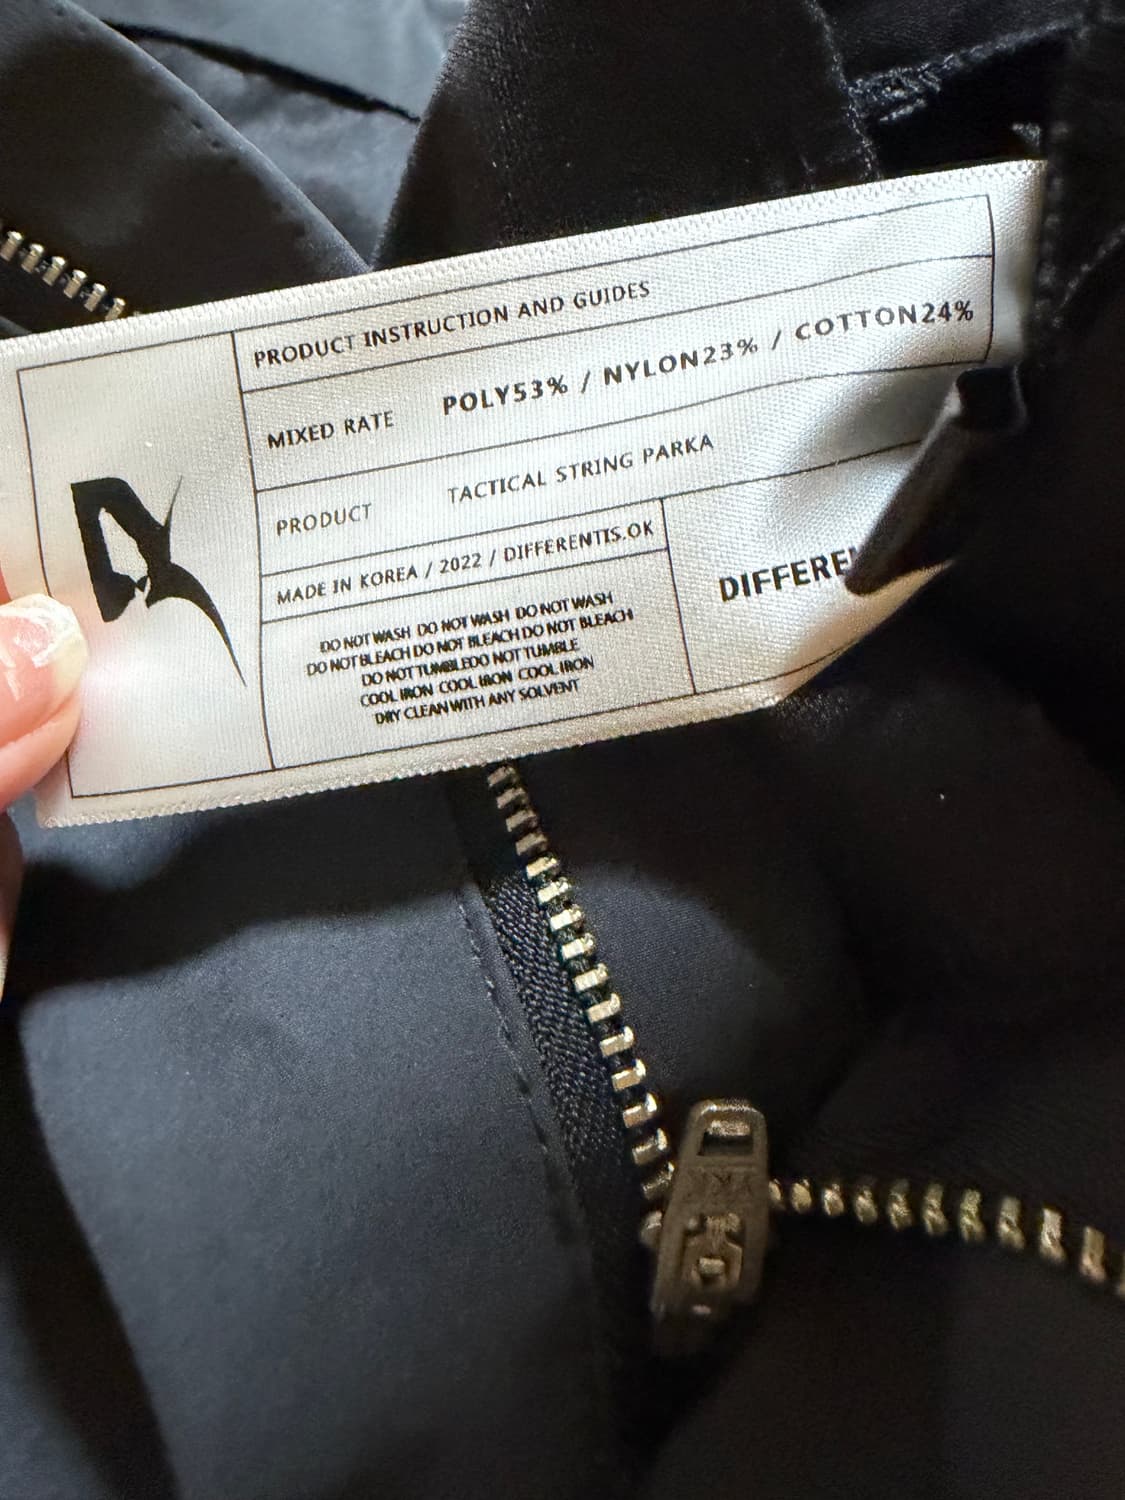 PRODUCT INSTRUCTION AND GUIDES
MIXED RATE POLY53% / NYLON23% / COTTON24%
PRODUCT TACTICAL STRING PARKA
MADE IN KOREA / 2022 / DIFFERENTIS.OK
DO NOT WASH DO NOT WASH DO NOT WASH
DO NOT BLEACH DO NOT BLEACH DO NOT BLEACH
DO NOT TUMBLEDO NOT TUMBLE
COOL IRON COOL IRON COOL IRON
DRY CLEAN WITH ANY SOLVENT